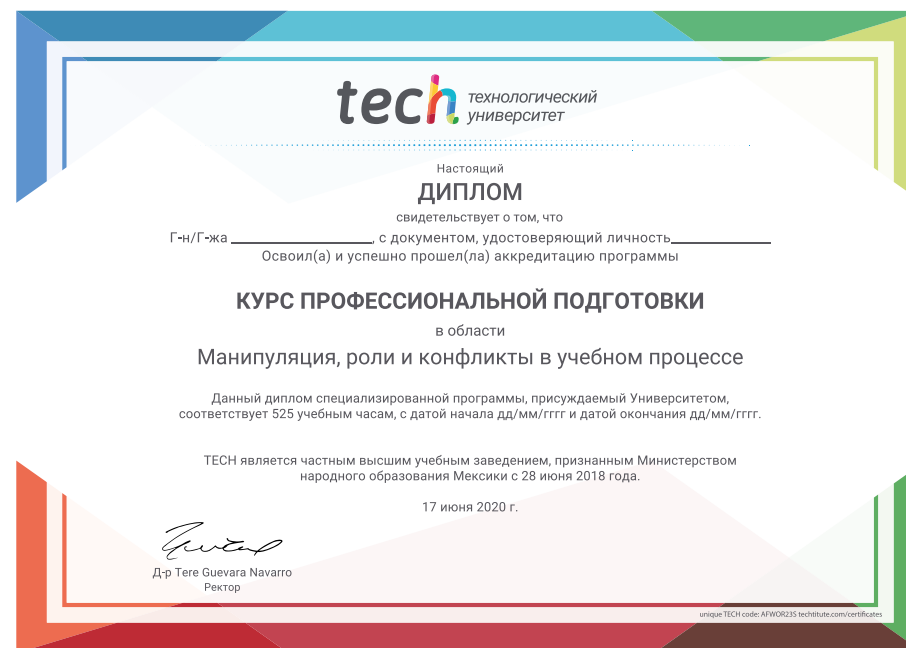 tech технологический
университет
Настоящий
ДИПЛОМ
свидетельствует о том, что
Г-н/Г-жа ____________________, с документом, удостоверяющий личность______________
Освоил(а) и успешно прошел(ла) аккредитацию программы
КУРС ПРОФЕССИОНАЛЬНОЙ ПОДГОТОВКИ
в области
Манипуляция, роли и конфликты в учебном процессе
Данный диплом специализированной программы, присуждаемый Университетом,
соответствует 525 учебным часам, с датой начала дд/мм/гггг и датой окончания дд/мм/гггг.
TECH является частным высшим учебным заведением, признанным Министерством
народного образования Мексики с 28 июня 2018 года.
17 июня 2020 г.
Д-р Tere Guevara Navarro
Ректор
unique TECH code: AFWOR23S techtitute.com/certificates